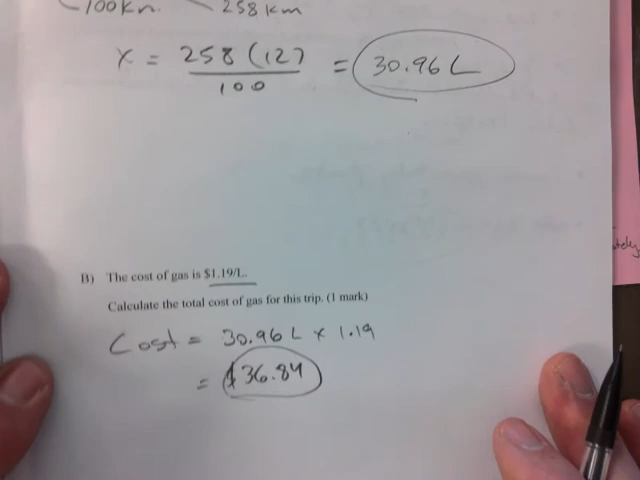 100km 258 km
x = 258 (12) / 100 = 30.96 L
B) The cost of gas is $1.19/L.
Calculate the total cost of gas for this trip. (1 mark)
Cost = 30.96 L x 1.19
= $36.84